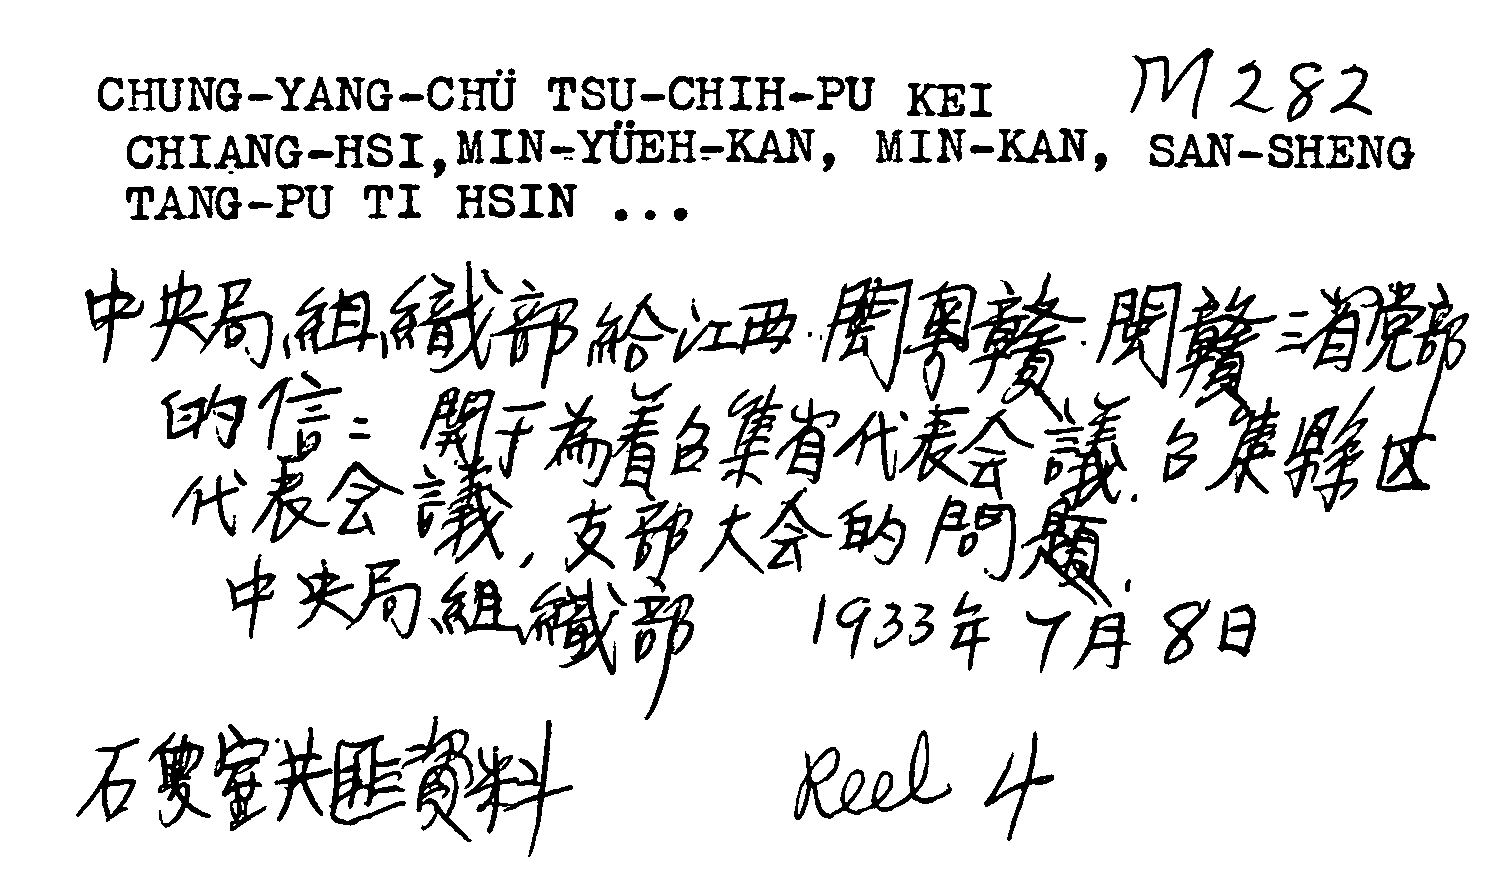 CHUNG-YANG-CHÜ TSU-CHIH-PU KEI M 282
CHIANG-HSI, MIN-YÜEH-KAN, MIN-KAN, SAN-SHENG
TANG-PU TI HSIN ...
中央局組織部給江西.閩粵贛.閩贛三省党部
的信:関于為着召集省代表会議.召集縣区
代表会議,支部大会的問題.
中央局組織部 1933年7月8日
石叟室共匪資料 Reel 4